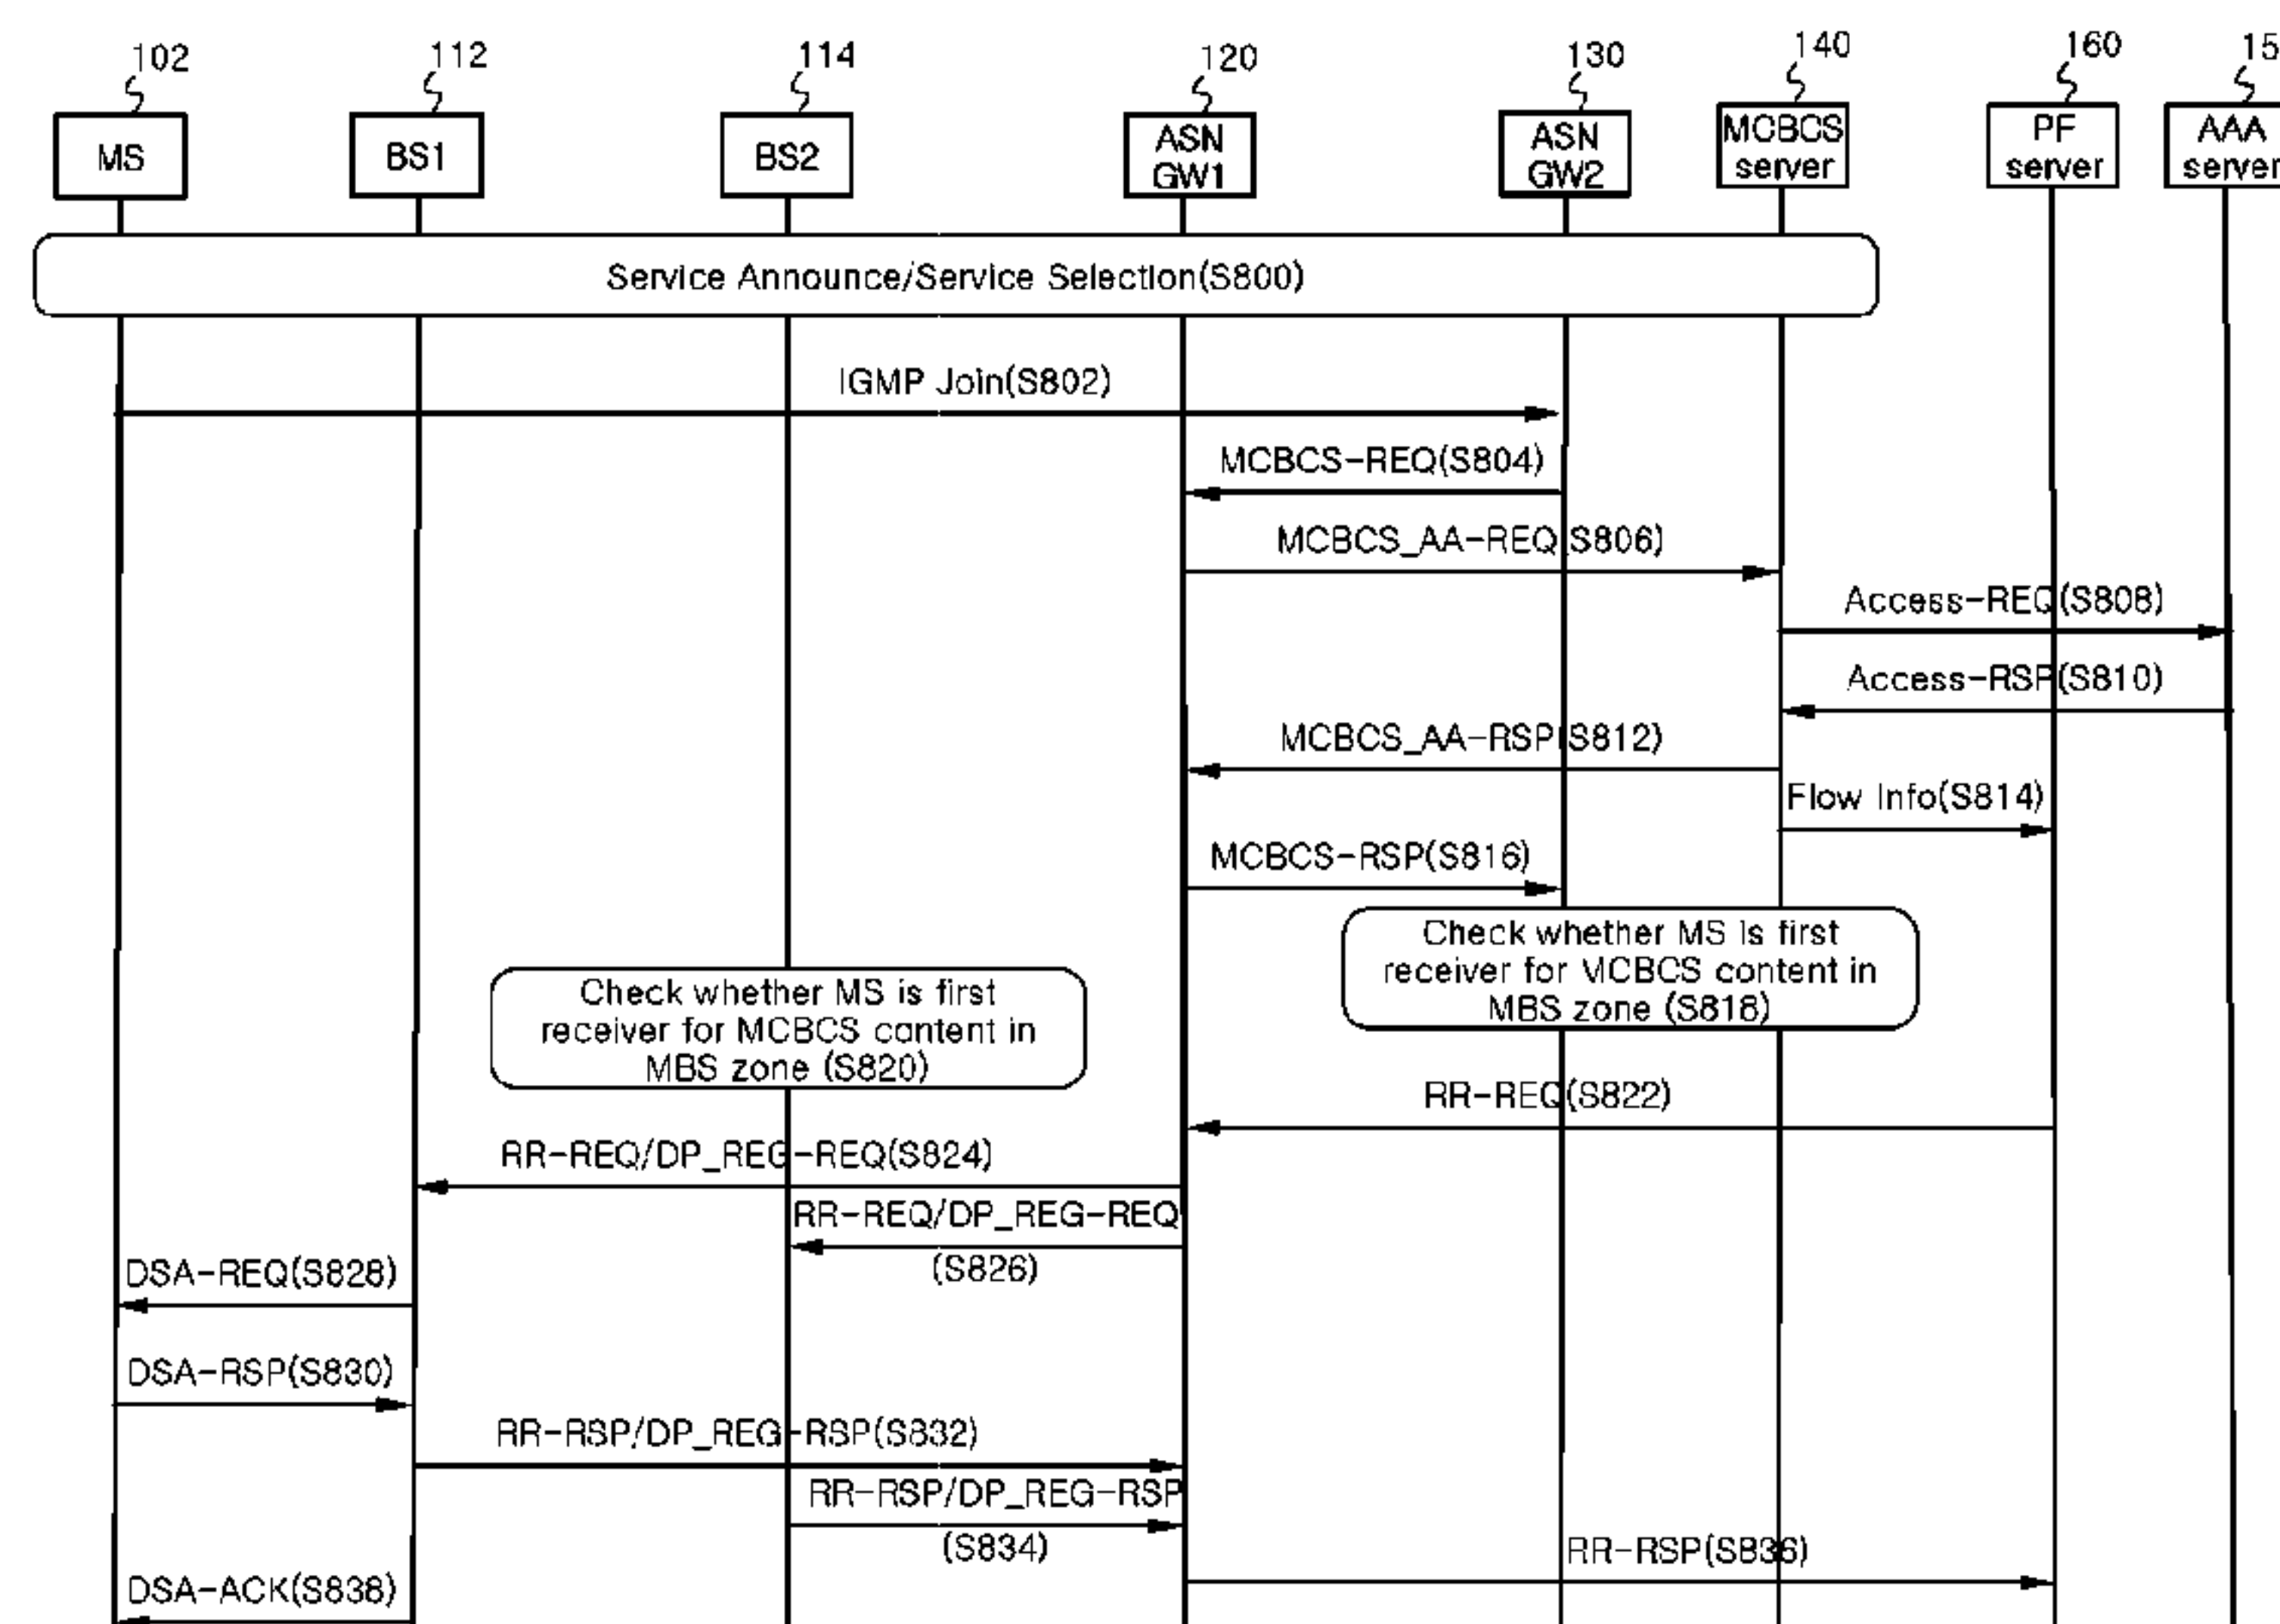 102
112
114
120
130
140
160
15
MS
BS1
BS2
ASN
GW1
ASN
GW2
MCBCS
server
PF
server
AAA
server
Service Announce/Service Selection(S800)
IGMP Join(S802)
MCBCS-REQ(S804)
MCBCS_AA-REQ(S806)
Access-REQ(S808)
Access-RSP(S810)
MCBCS_AA-RSP(S812)
Flow Info(S814)
MCBCS-RSP(S816)
Check whether MS is first
receiver for MCBCS content in
MBS zone (S818)
Check whether MS is first
receiver for MCBCS content in
MBS zone (S820)
RR-REQ(S822)
RR-REQ/DP_REG-REQ(S824)
RR-REQ/DP_REG-REQ
(S826)
DSA-REQ(S828)
DSA-RSP(S830)
RR-RSP/DP_REG-RSP(S832)
RR-RSP/DP_REG-RSP
(S834)
RR-RSP(S836)
DSA-ACK(S838)